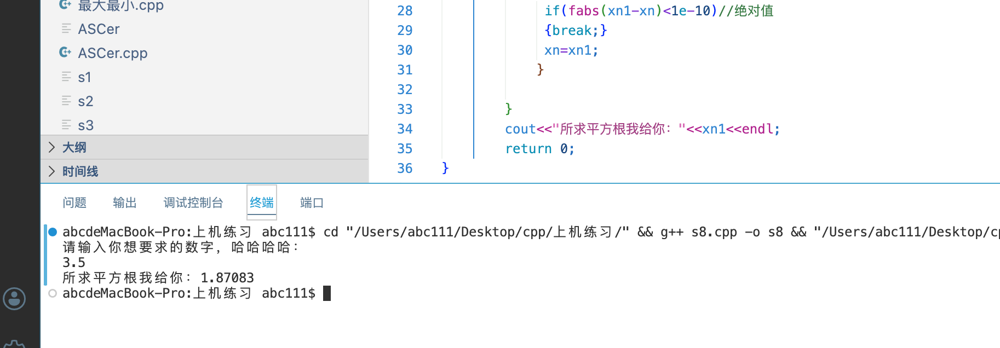 最大最小.cpp
ASCer
ASCer.cpp
s1
s2
s3
大纲
时间线
28 if(fabs(xn1-xn)<1e-10)//绝对值
29 {break;}
30 xn=xn1;
31 }
32
33 }
34 cout<<"所求平方根我给你："<<xn1<<endl;
35 return 0;
36 }
问题 输出 调试控制台 终端 端口
abcdeMacBook-Pro:上机练习 abc111$ cd "/Users/abc111/Desktop/cpp/上机练习/" && g++ s8.cpp -o s8 && "/Users/abc111/Desktop/cp
请输入你想要求的数字，哈哈哈哈：
3.5
所求平方根我给你：1.87083
abcdeMacBook-Pro:上机练习 abc111$